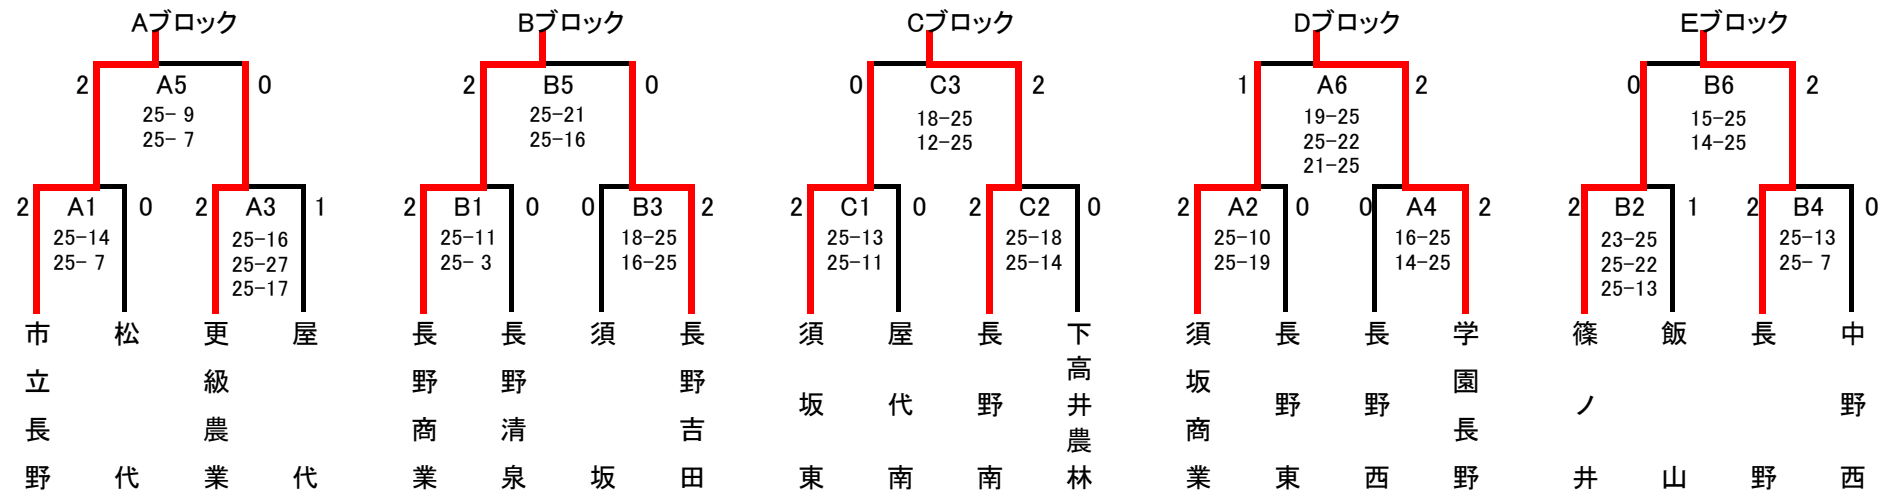 Aブロック
Bブロック
Cブロック
Dブロック
Eブロック
2 A5 0
25- 9
25- 7
2 B5 0
25-21
25-16
0 C3 2
18-25
12-25
1 A6 2
19-25
25-22
21-25
0 B6 2
15-25
14-25
2 A1 0
25-14
25- 7
2 A3 1
25-16
25-27
25-17
2 B1 0
25-11
25- 3
0 B3 2
18-25
16-25
2 C1 0
25-13
25-11
2 C2 0
25-18
25-14
2 A2 0
25-10
25-19
0 A4 2
16-25
14-25
2 B2 1
23-25
25-22
25-13
2 B4 0
25-13
25- 7
市立長野
松代
更級農業
屋代
長野商業
長野清泉
須坂
長野吉田
須坂東
屋代南
長野南
下高井農林
須坂商業
長野東
長野西
学園長野
篠ノ井
飯山
長野
中野西